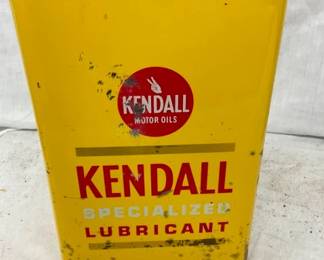 KENDALL
MOTOR OILS
KENDALL®
SPECIALIZED
LUBRICANT